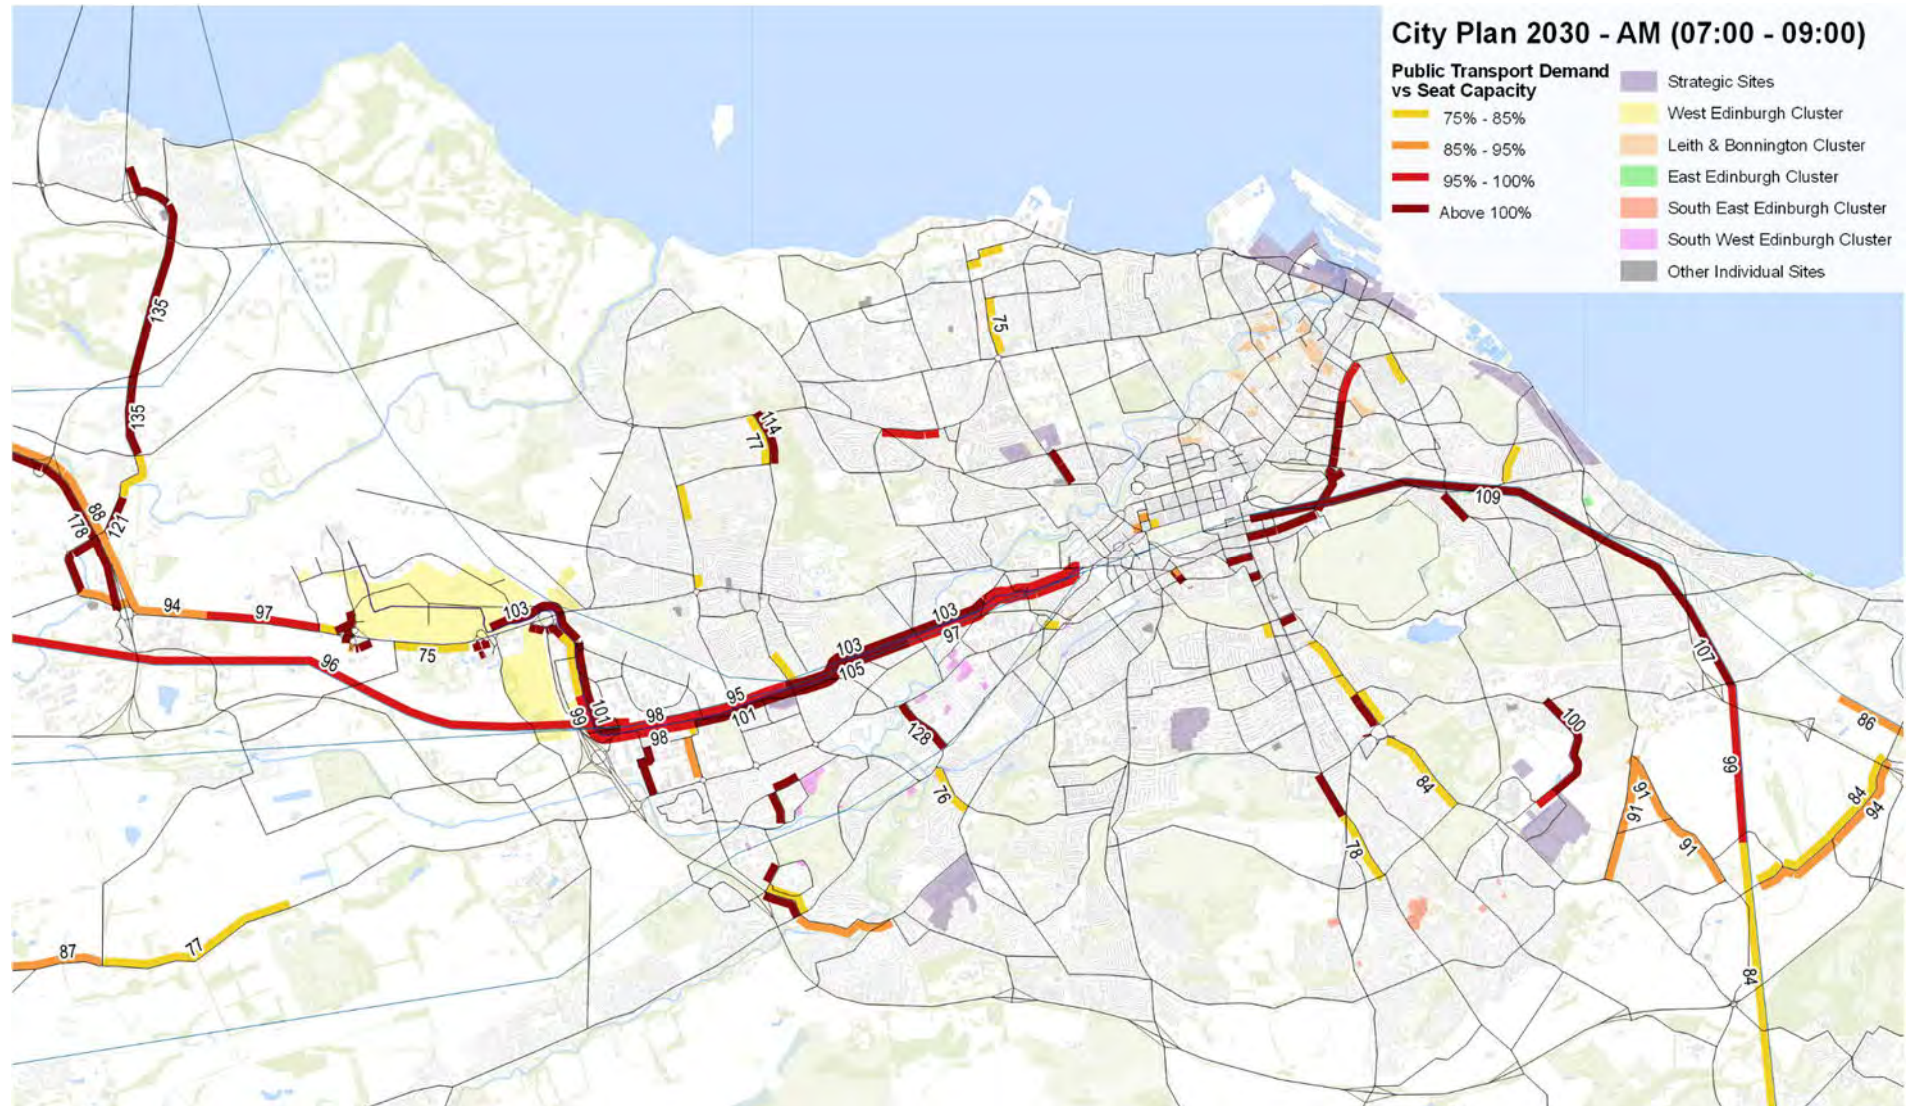 City Plan 2030 - AM (07:00 - 09:00)
Public Transport Demand
vs Seat Capacity
75% - 85%
85% - 95%
95% - 100%
Above 100%
Strategic Sites
West Edinburgh Cluster
Leith & Bonnington Cluster
East Edinburgh Cluster
South East Edinburgh Cluster
South West Edinburgh Cluster
Other Individual Sites
135
75
135
114
77
88
178
121
109
94
97
103
103
103
97
75
96
105
107
95
101
98
98
101
99
128
100
86
99
76
84
84
94
91
91
91
78
87
77
84